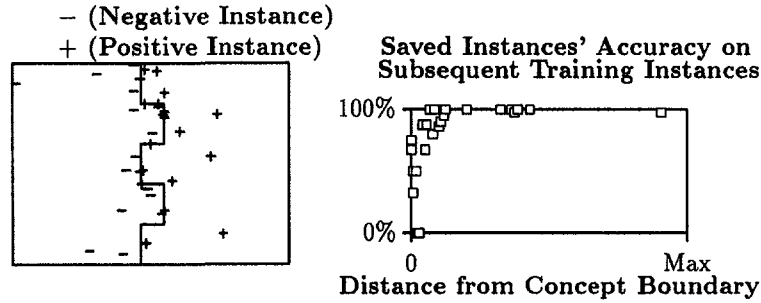 − (Negative Instance)
+ (Positive Instance)
Saved Instances' Accuracy on
Subsequent Training Instances
100%
0%
0 Max
Distance from Concept Boundary